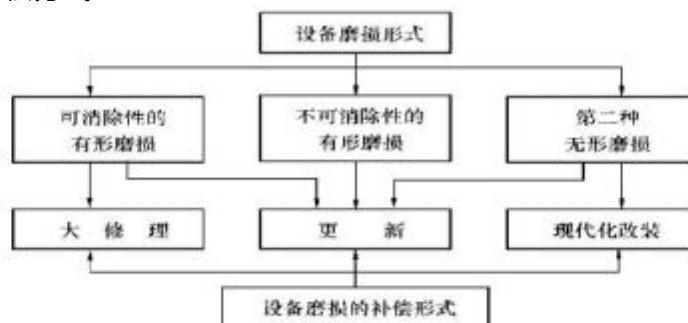 设备磨损形式
可消除性的
有形磨损
不可消除性的
有形磨损
第二种
无形磨损
大 修 理
更 新
现代化改装
设备磨损的补偿形式